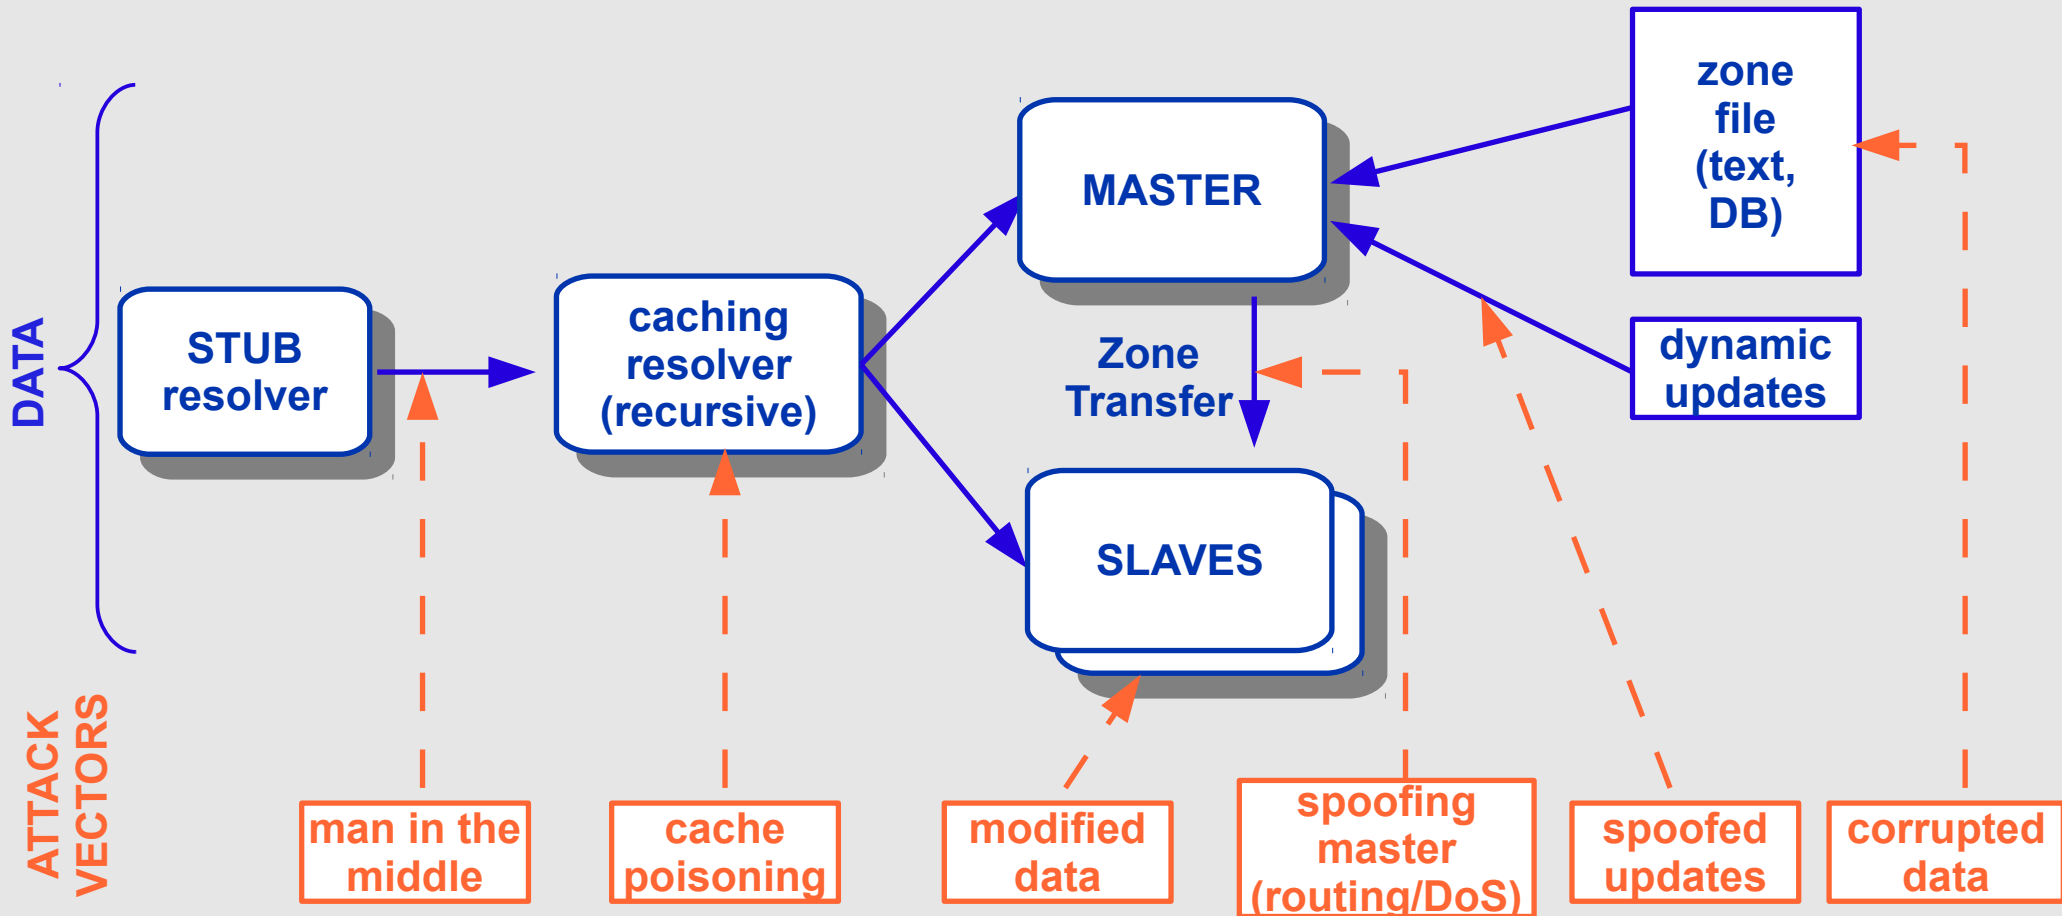 zone
file
(text,
DB)
MASTER
DATA
STUB
resolver
caching
resolver
(recursive)
Zone
Transfer
dynamic
updates
SLAVES
ATTACK
VECTORS
man in the
middle
cache
poisoning
modified
data
spoofing
master
(routing/DoS)
spoofed
updates
corrupted
data